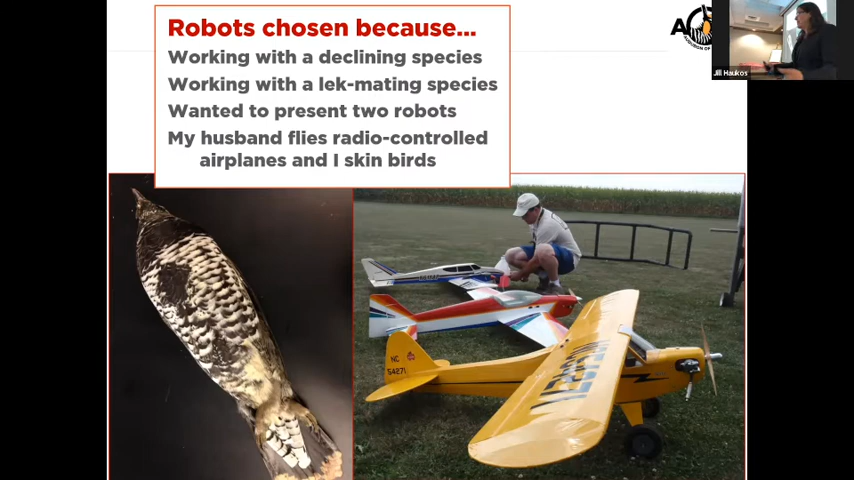 Robots chosen because...
Working with a declining species
Working with a lek-mating species
Wanted to present two robots
My husband flies radio-controlled
airplanes and I skin birds
Jill Haukos
NC
54271